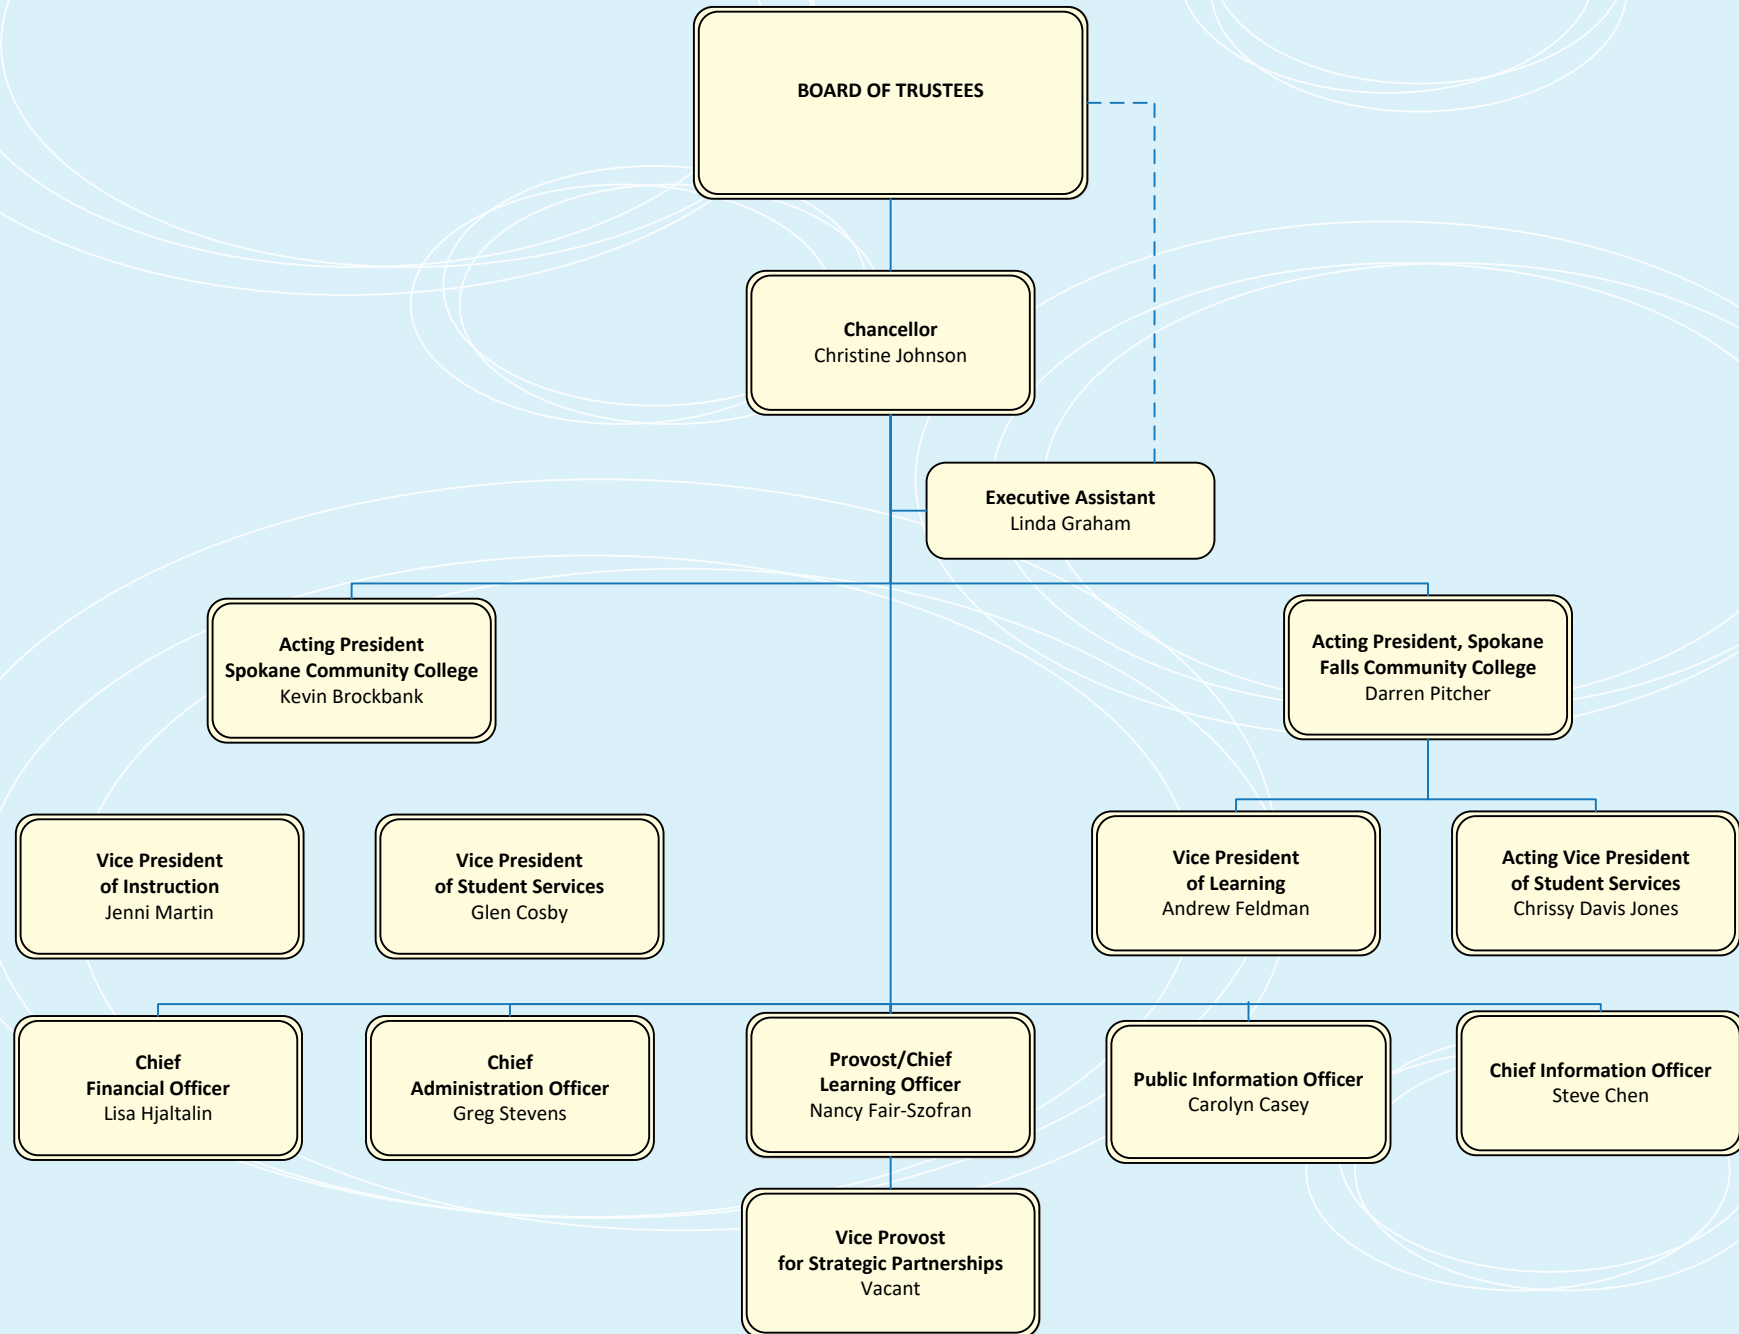 BOARD OF TRUSTEES
Chancellor
Christine Johnson
Executive Assistant
Linda Graham
Acting President
Spokane Community College
Kevin Brockbank
Acting President, Spokane
Falls Community College
Darren Pitcher
Vice President
of Instruction
Jenni Martin
Vice President
of Student Services
Glen Cosby
Vice President
of Learning
Andrew Feldman
Acting Vice President
of Student Services
Chrissy Davis Jones
Chief
Financial Officer
Lisa Hjaltalin
Chief
Administration Officer
Greg Stevens
Provost/Chief
Learning Officer
Nancy Fair-Szofran
Public Information Officer
Carolyn Casey
Chief Information Officer
Steve Chen
Vice Provost
for Strategic Partnerships
Vacant